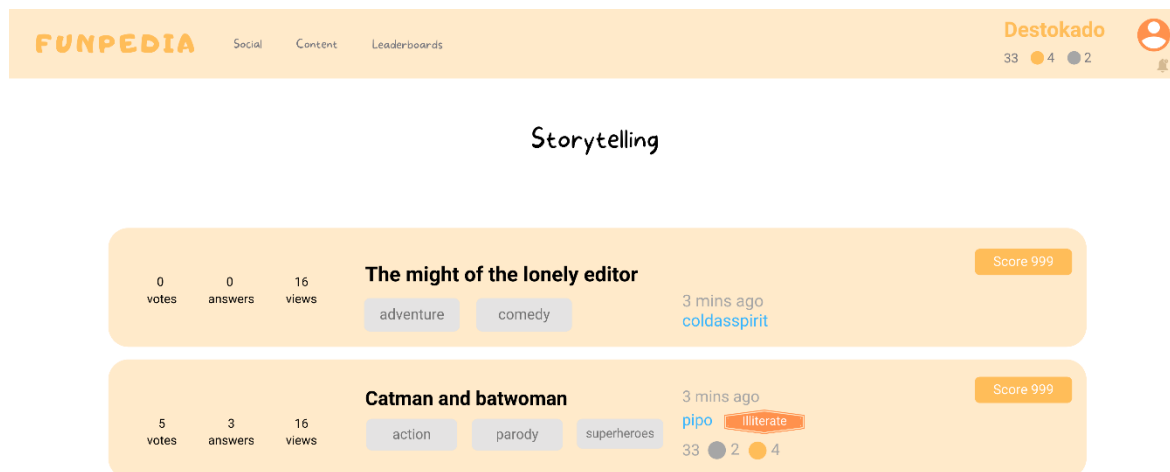 FUNPEDIA Social Content Leaderboards
Destokado
33 4 2
Storytelling
Score 999
The might of the lonely editor
0 0 16
votes answers views
adventure comedy
3 mins ago
coldasspirit
Score 999
Catman and batwoman
3 mins ago
5 3 16
votes answers views
action parody superheroes
pipo Illiterate
33 2 4